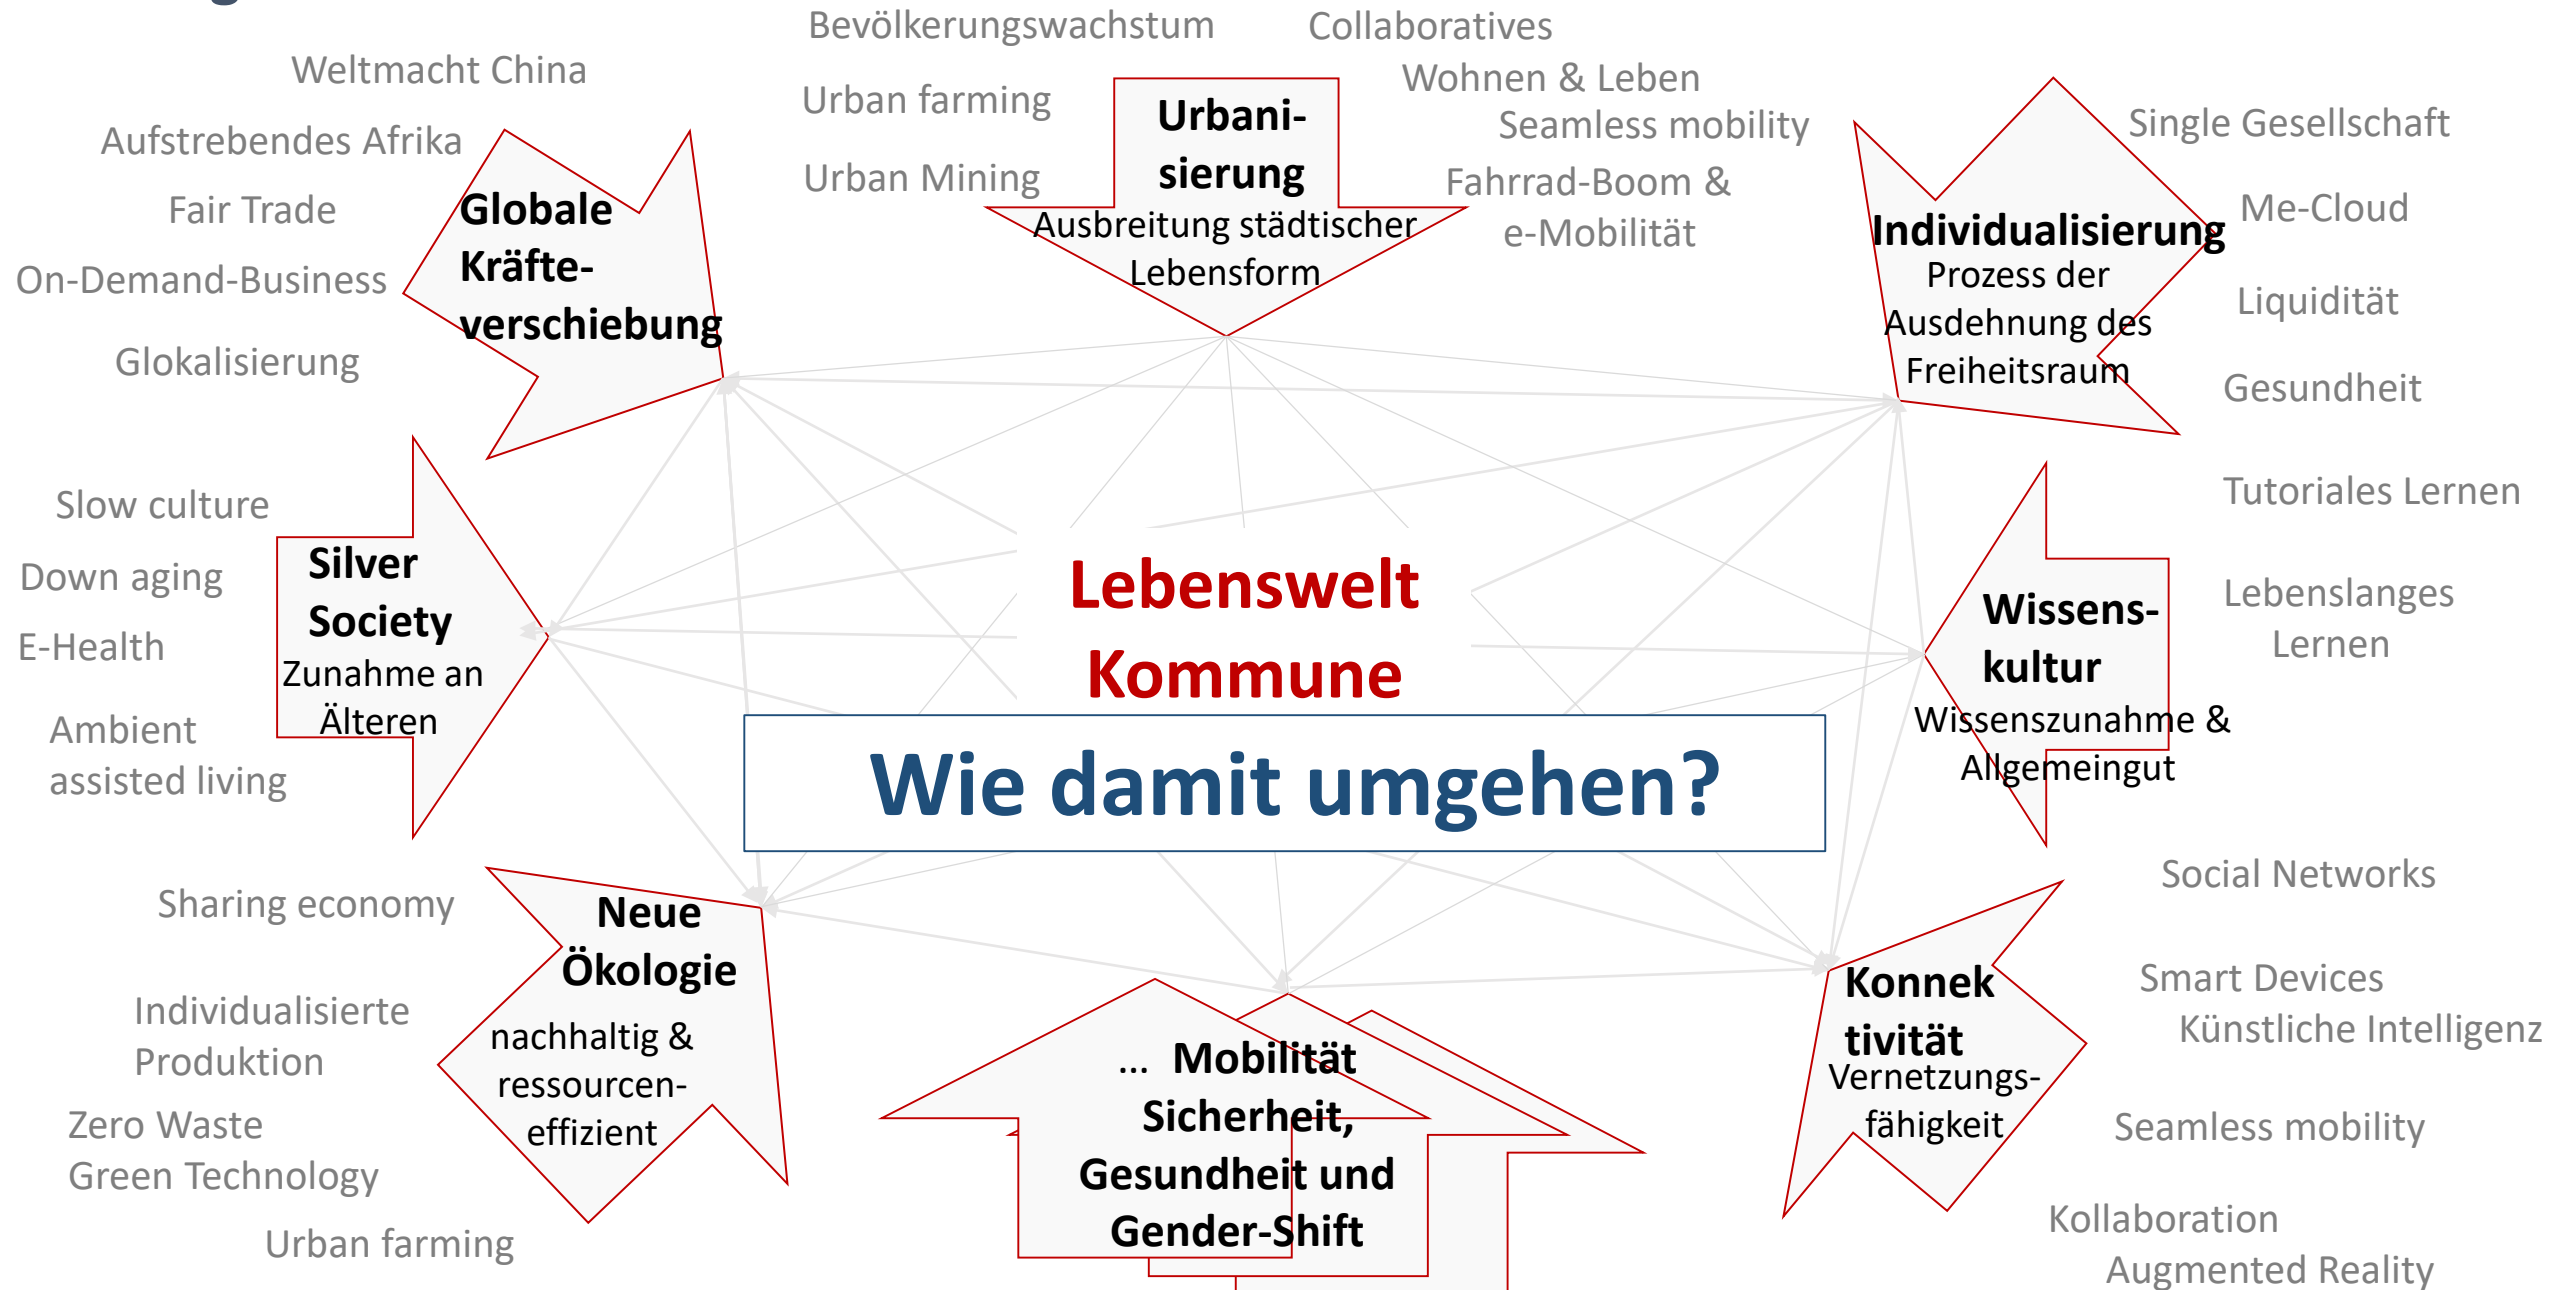 Bevölkerungswachstum
Urban farming
Urban Mining
Collaboratives
Wohnen & Leben
Seamless mobility
Fahrrad-Boom &
e-Mobilität
Urbani-
sierung
Ausbreitung städtischer
Lebensform
Weltmacht China
Aufstrebendes Afrika
Fair Trade
On-Demand-Business
Glokalisierung
Globale
Kräfte-
verschiebung
Individualisierung
Prozess der
Ausdehnung des
Freiheitsraum
Single Gesellschaft
Me-Cloud
Liquidität
Gesundheit
Slow culture
Down aging
E-Health
Ambient
assisted living
Silver
Society
Zunahme an
Älteren
Lebenswelt
Kommune
Wie damit umgehen?
Wissens-
kultur
Wissenszunahme &
Allgemeingut
Tutoriales Lernen
Lebenslanges
Lernen
Sharing economy
Individualisierte
Produktion
Zero Waste
Green Technology
Urban farming
Neue
Ökologie
nachhaltig &
ressourcen-
effizient
... Mobilität
Sicherheit,
Gesundheit und
Gender-Shift
Konnek
tivität
Vernetzungs-
fähigkeit
Social Networks
Smart Devices
Künstliche Intelligenz
Seamless mobility
Kollaboration
Augmented Reality